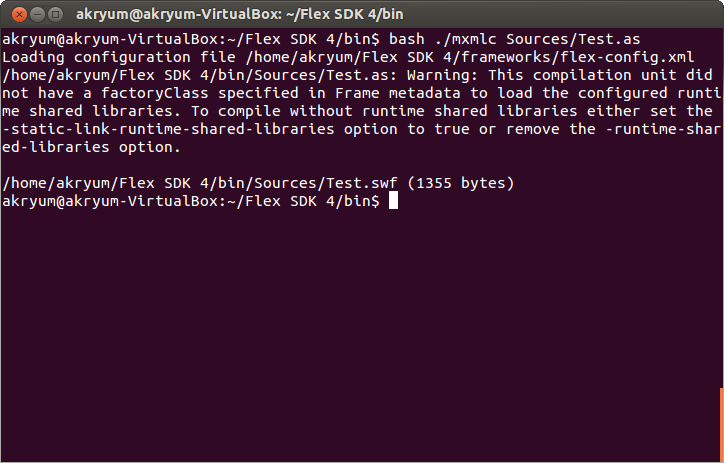 akryum@akryum-VirtualBox: ~/Flex SDK 4/bin
akryum@akryum-VirtualBox:~/Flex SDK 4/bin$ bash ./mxmlc Sources/Test.as
Loading configuration file /home/akryum/Flex SDK 4/frameworks/flex-config.xml
/home/akryum/Flex SDK 4/bin/Sources/Test.as: Warning: This compilation unit did
not have a factoryClass specified in Frame metadata to load the configured runti
me shared libraries. To compile without runtime shared libraries either set the
-static-link-runtime-shared-libraries option to true or remove the -runtime-shar
ed-libraries option.
/home/akryum/Flex SDK 4/bin/Sources/Test.swf (1355 bytes)
akryum@akryum-VirtualBox:~/Flex SDK 4/bin$